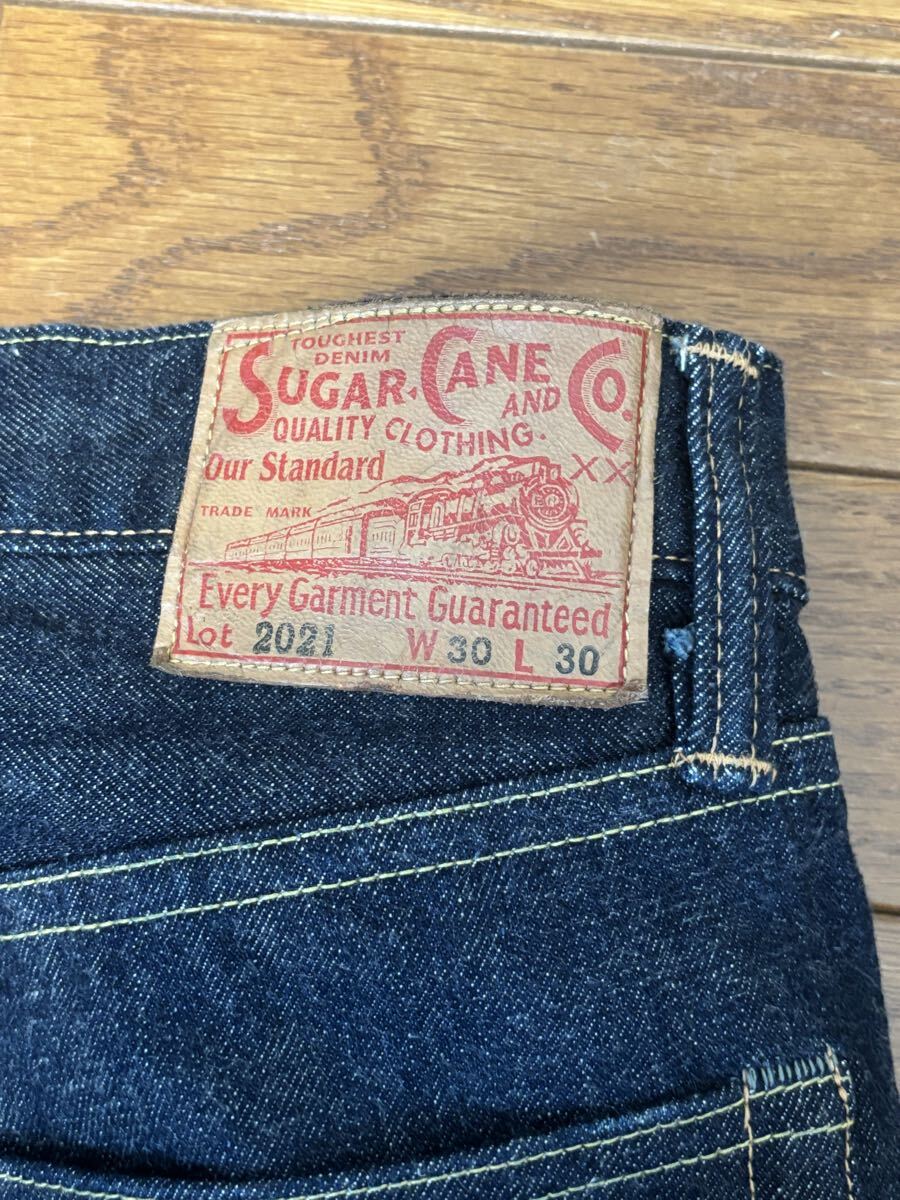 TOUGHEST
DENIM
SUGAR CANE AND CO.
QUALITY CLOTHING.
Our Standard XX
TRADE MARK
Every Garment Guaranteed
Lot 2021 W 30 L 30